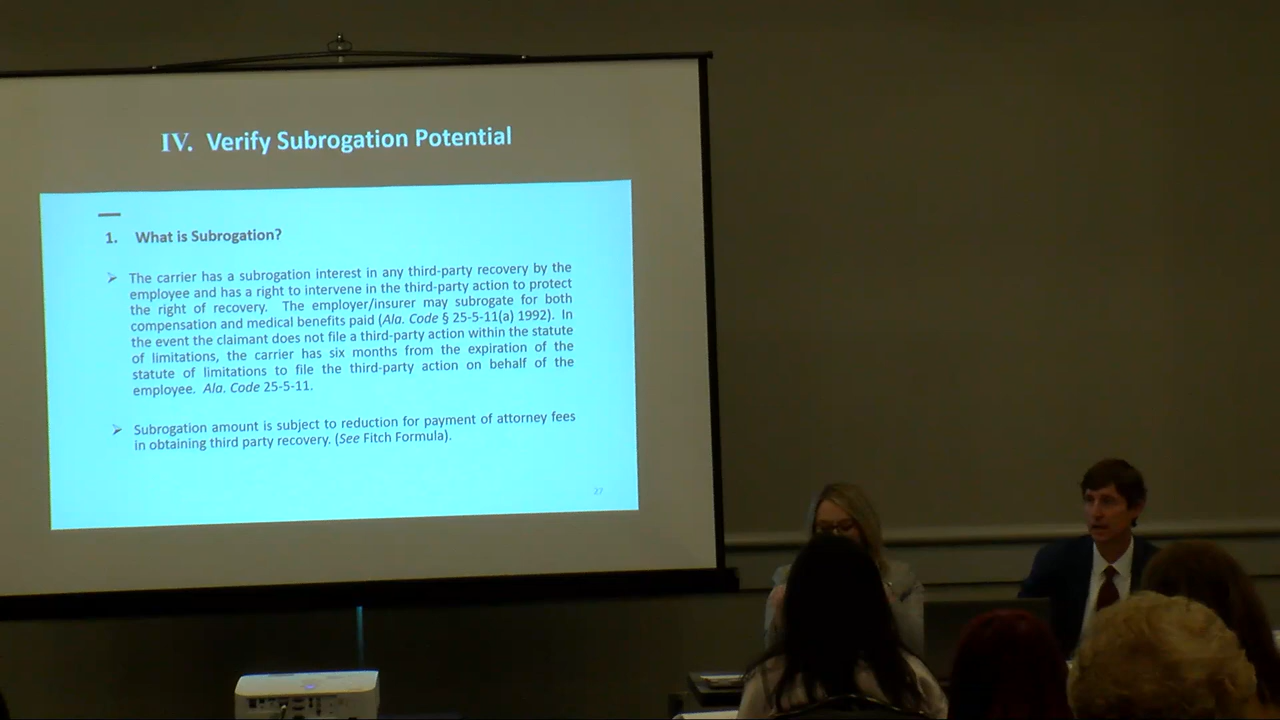 IV. Verify Subrogation Potential
1. What is Subrogation?
➢ The carrier has a subrogation interest in any third-party recovery by the
employee and has a right to intervene in the third-party action to protect
the right of recovery. The employer/insurer may subrogate for both
compensation and medical benefits paid (Ala. Code § 25-5-11(a) 1992). In
the event the claimant does not file a third-party action within the statute
of limitations, the carrier has six months from the expiration of the
statute of limitations to file the third-party action on behalf of the
employee. Ala. Code 25-5-11.
➢ Subrogation amount is subject to reduction for payment of attorney fees
in obtaining third party recovery. (See Fitch Formula).
27